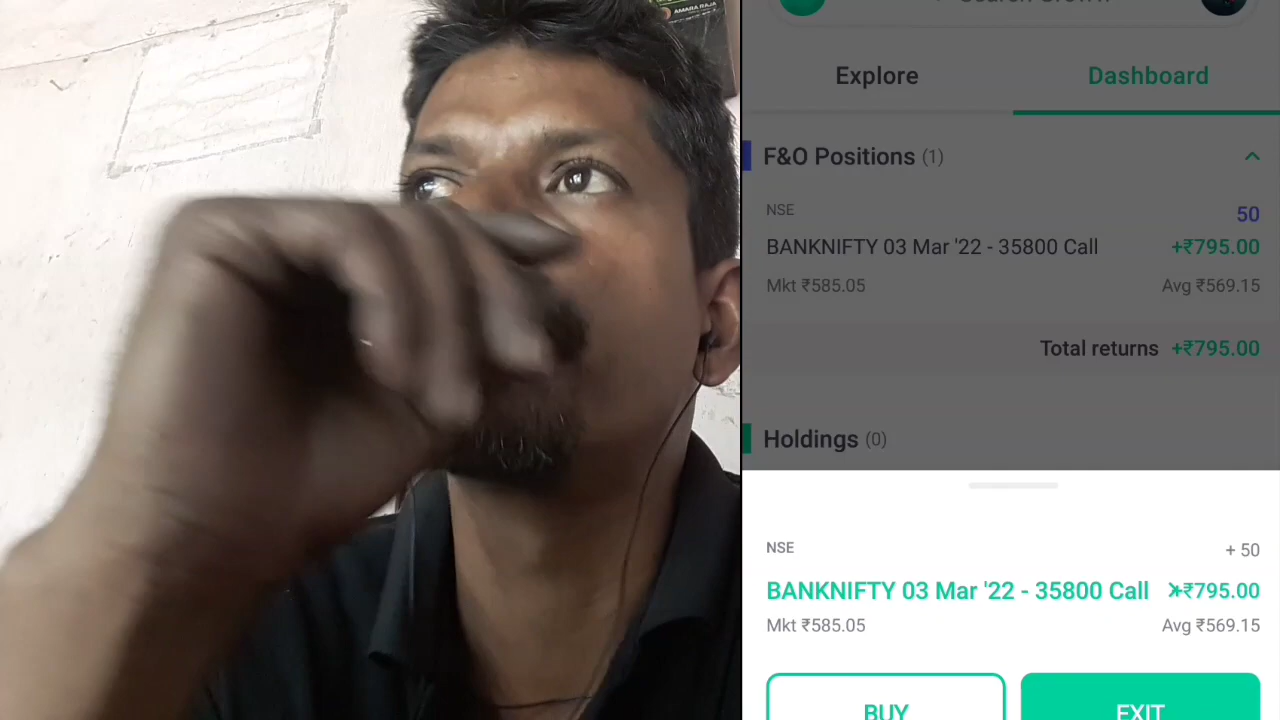 AMARA RAJA
Explore
Dashboard
F&O Positions (1)
NSE
50
BANKNIFTY 03 Mar '22 - 35800 Call
+₹795.00
Mkt ₹585.05
Avg ₹569.15
Total returns +₹795.00
Holdings (0)
NSE
+ 50
BANKNIFTY 03 Mar '22 - 35800 Call
+₹795.00
Mkt ₹585.05
Avg ₹569.15
BUY
EXIT